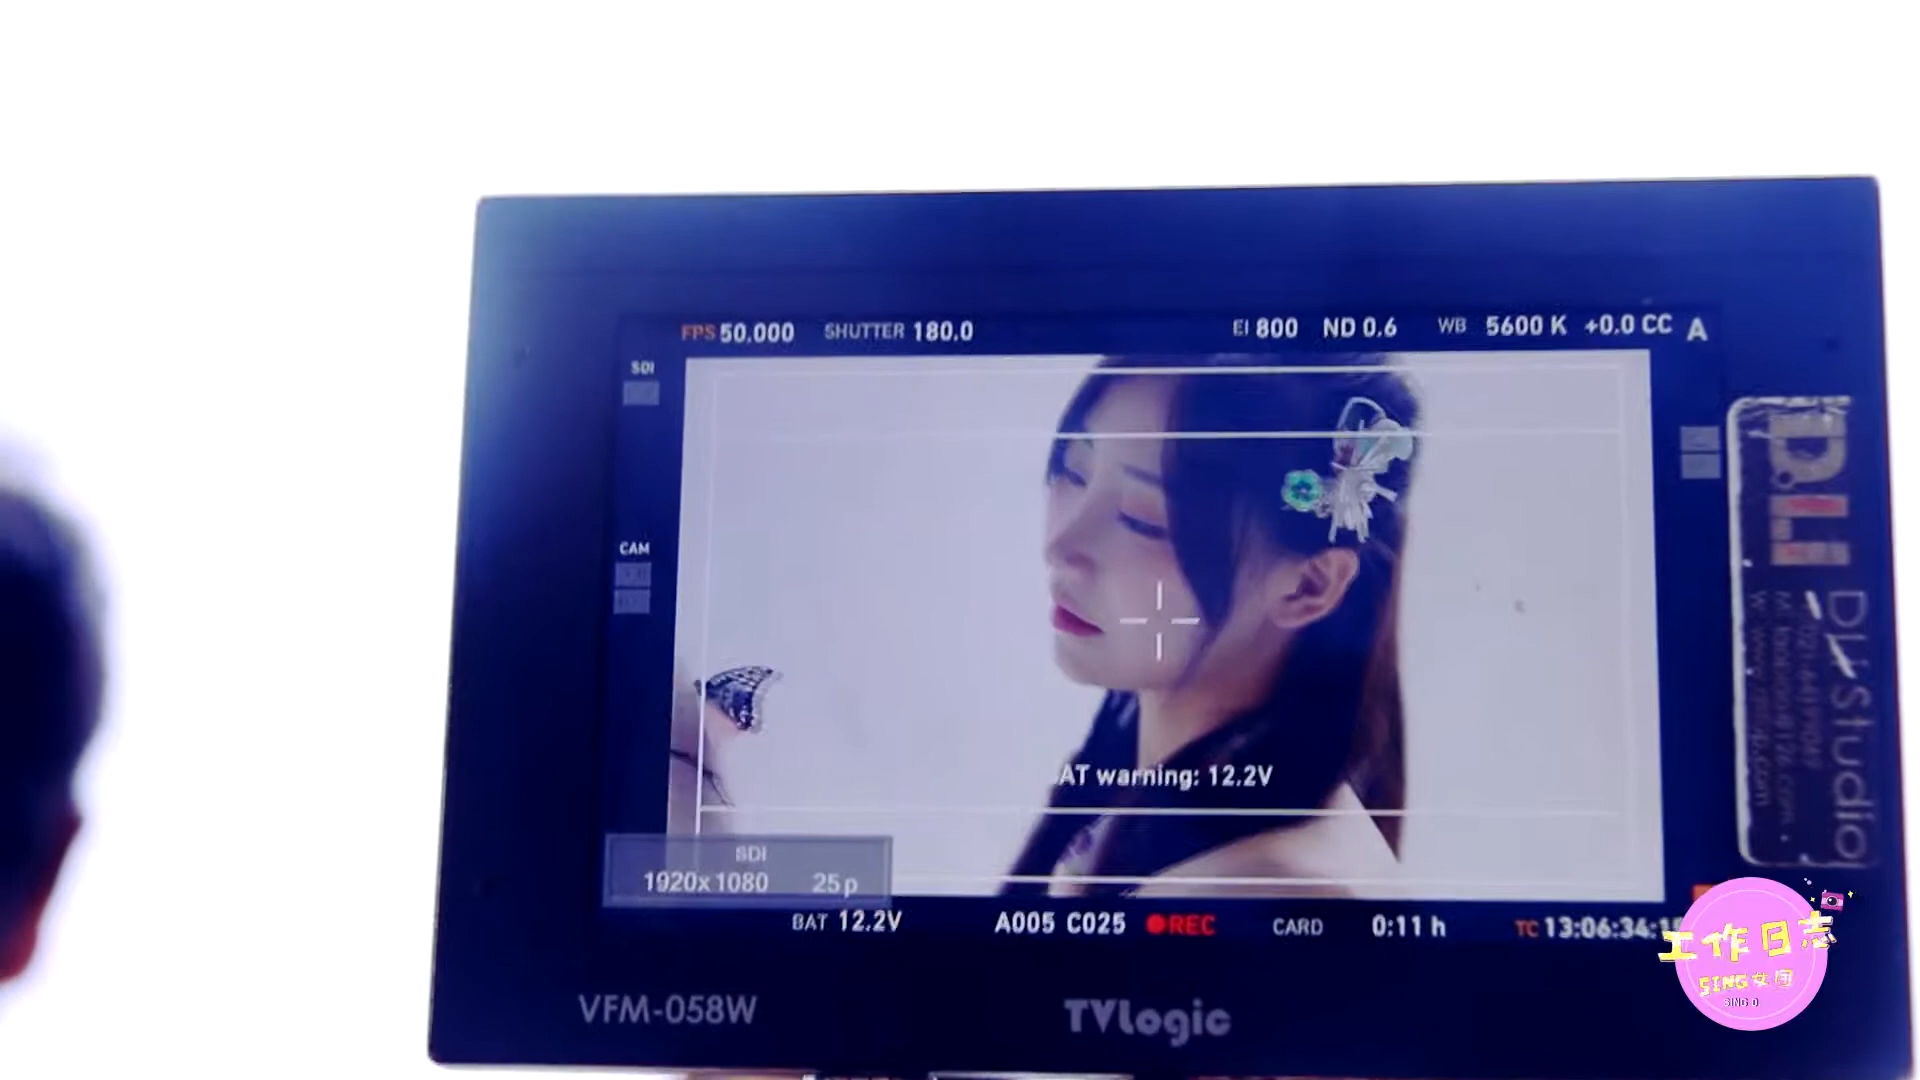 FPS 50.000 SHUTTER 180.0 EI 800 ND 0.6 WB 5600 K +0.0 CC A
SDI
CAM
AT warning: 12.2V
SDI
1920x1080 25p
BAT 12.2V A005 C025 REC CARD 0:11 h TC 13:06:34:
VFM-058W TVLogic
DLI
DLI Studio
工作日志
SING女团